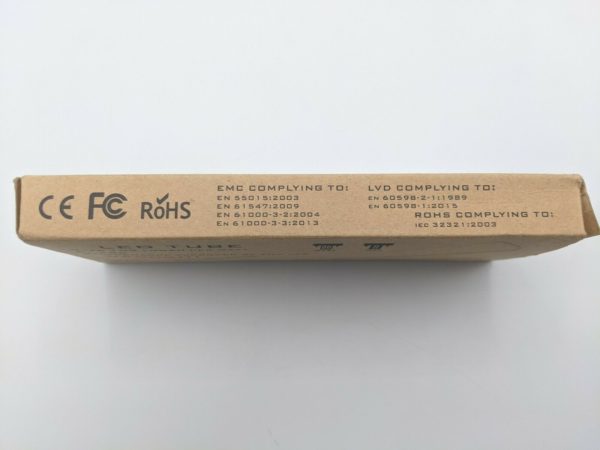 CE FC RoHS
EMC COMPLYING TO:
EN 55015:2003
EN 61547:2009
EN 61000-3-2:2004
EN 61000-3-3:2013
LVD COMPLYING TO:
EN 60598-2-1:1989
EN 60598-1:2015
ROHS COMPLYING TO:
IEC 32321:2003
LED TUBE